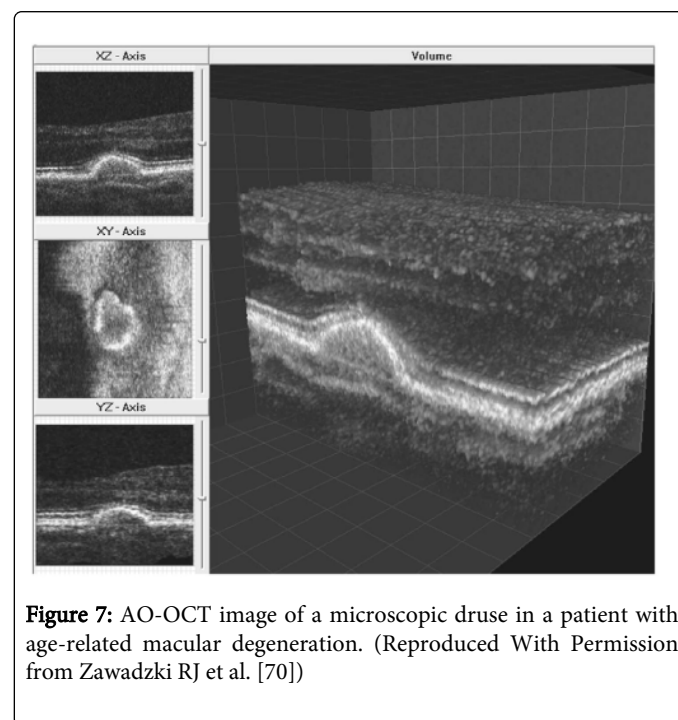 XZ - Axis
Volume
XY - Axis
YZ - Axis
Figure 7: AO-OCT image of a microscopic druse in a patient with
age-related macular degeneration. (Reproduced With Permission
from Zawadzki RJ et al. [70])